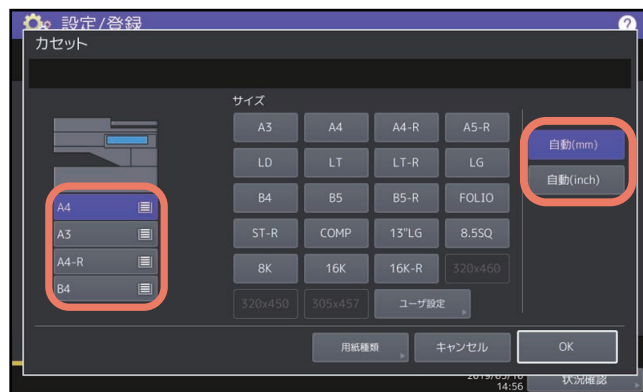 設定/登録
?
カセット
サイズ
A3 A4 A4-R A5-R
自動(mm)
LD LT LT-R LG
自動(inch)
A4
B4 B5 B5-R FOLIO
A3
ST-R COMP 13"LG 8.5SQ
A4-R
8K 16K 16K-R 320x460
B4
320x450 305x457 ユーザ設定
用紙種類 キャンセル OK
14:56
状況確認